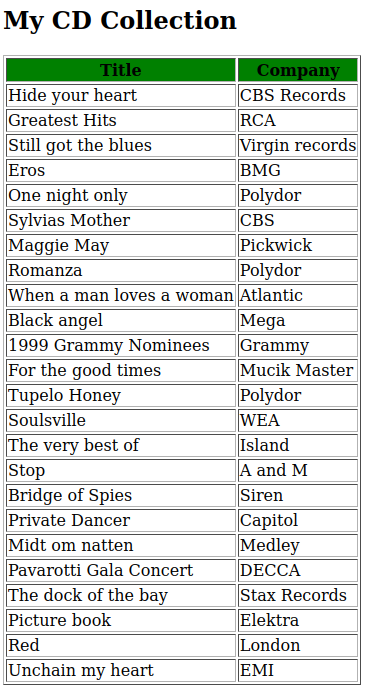 My CD Collection
Title Company
Hide your heart CBS Records
Greatest Hits RCA
Still got the blues Virgin records
Eros BMG
One night only Polydor
Sylvias Mother CBS
Maggie May Pickwick
Romanza Polydor
When a man loves a woman Atlantic
Black angel Mega
1999 Grammy Nominees Grammy
For the good times Mucik Master
Tupelo Honey Polydor
Soulsville WEA
The very best of Island
Stop A and M
Bridge of Spies Siren
Private Dancer Capitol
Midt om natten Medley
Pavarotti Gala Concert DECCA
The dock of the bay Stax Records
Picture book Elektra
Red London
Unchain my heart EMI